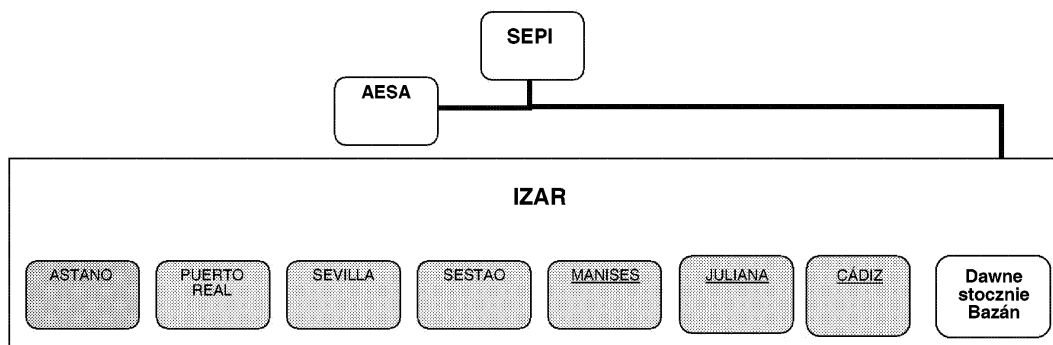 SEPI
AESA
IZAR
ASTANO
PUERTO
REAL
SEVILLA
SESTAO
MANISES
JULIANA
CÁDIZ
Dawne
stocznie
Bazán